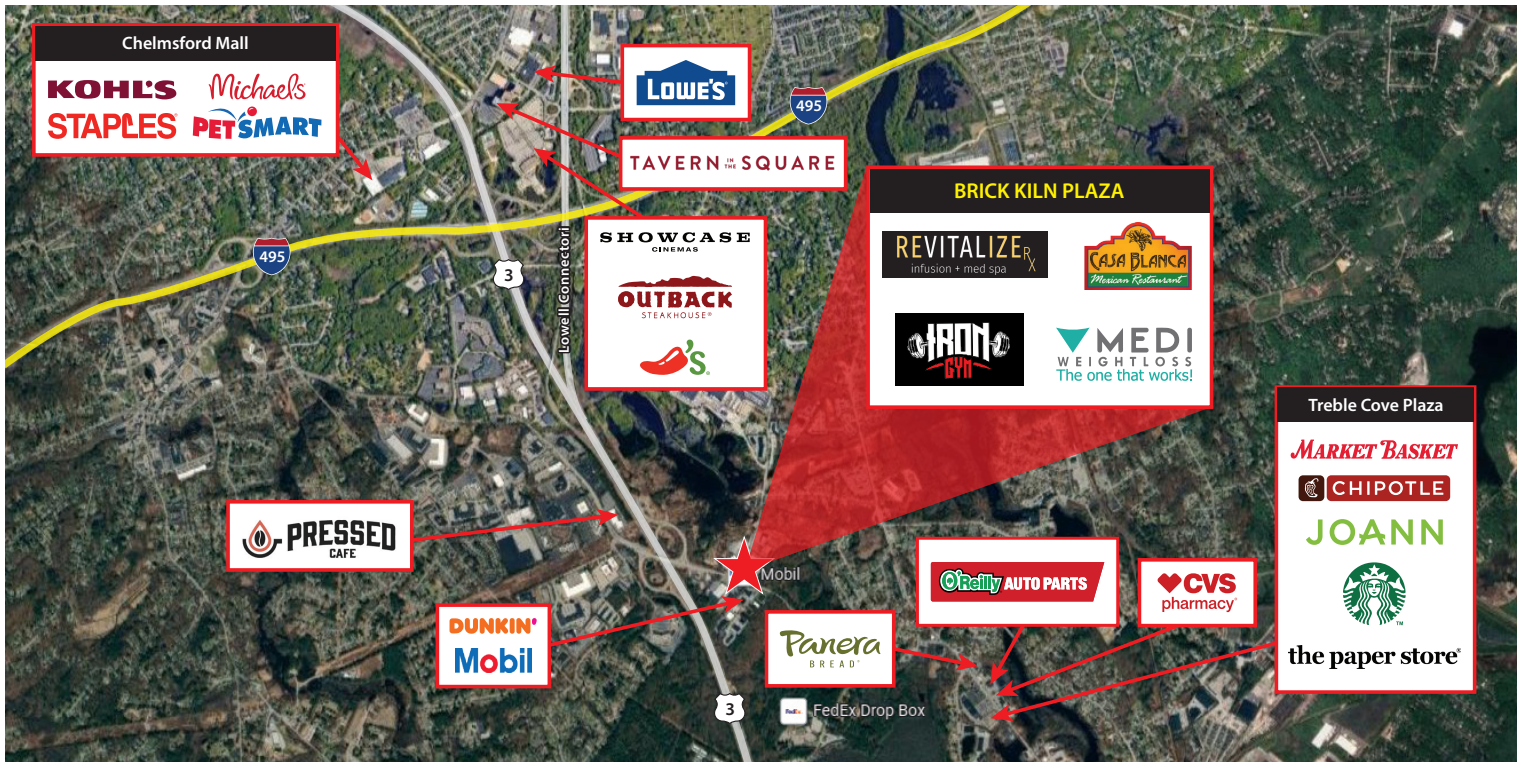 Chelmsford Mall
KOHL'S
Michaels
STAPLES
PETSMART
LOWE'S
495
TAVERN IN THE SQUARE
BRICK KILN PLAZA
REVITALIZE RX
infusion + med spa
CASA BLANCA
Mexican Restaurant
IRON
GYM
MEDI
WEIGHTLOSS
The one that works!
SHOWCASE
CINEMAS
OUTBACK
STEAKHOUSE®
'S®
495
3
Lowell Connectori
Treble Cove Plaza
MARKET BASKET
CHIPOTLE
JOANN
TM
the paper store®
PRESSED
CAFE
Mobil
O'Reilly AUTO PARTS
CVS
pharmacy®
DUNKIN'
Mobil
Panera
BREAD®
3
FedEx
FedEx Drop Box